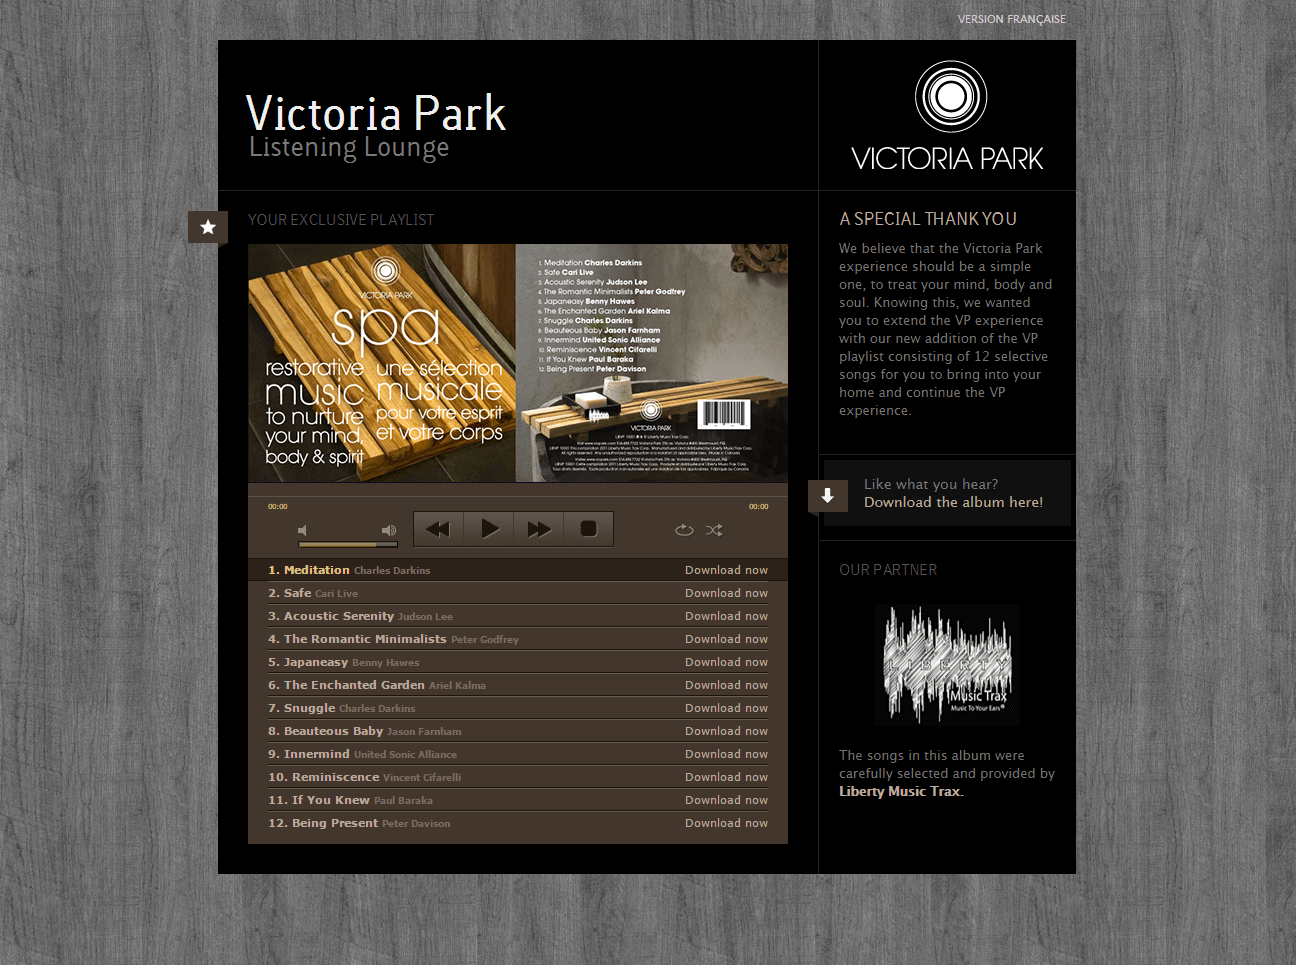 VERSION FRANÇAISE
Victoria Park
Listening Lounge
VICTORIA PARK
YOUR EXCLUSIVE PLAYLIST
VICTORIA PARK
spa
restorative
music
to nurture
your mind,
body & spirit
une sélection
musicale
pour votre esprit
et votre corps
1. Meditation Charles Darkins
2. Safe Cari Live
3. Acoustic Serenity Judson Lee
4. The Romantic Minimalists Peter Godfrey
5. Japaneasy Benny Hawes
6. The Enchanted Garden Ariel Kalma
7. Snuggle Charles Darkins
8. Beauteous Baby Jason Farnham
9. Innermind United Sonic Alliance
10. Reminiscence Vincent Cifarelli
11. If You Knew Paul Baraka
12. Being Present Peter Davison
VICTORIA PARK
00:00 00:00
1. Meditation Charles Darkins Download now
2. Safe Cari Live Download now
3. Acoustic Serenity Judson Lee Download now
4. The Romantic Minimalists Peter Godfrey Download now
5. Japaneasy Benny Hawes Download now
6. The Enchanted Garden Ariel Kalma Download now
7. Snuggle Charles Darkins Download now
8. Beauteous Baby Jason Farnham Download now
9. Innermind United Sonic Alliance Download now
10. Reminiscence Vincent Cifarelli Download now
11. If You Knew Paul Baraka Download now
12. Being Present Peter Davison Download now
A SPECIAL THANK YOU
We believe that the Victoria Park
experience should be a simple
one, to treat your mind, body and
soul. Knowing this, we wanted
you to extend the VP experience
with our new addition of the VP
playlist consisting of 12 selective
songs for you to bring into your
home and continue the VP
experience.
Like what you hear?
Download the album here!
OUR PARTNER
LIBERTY
Music Trax
Music To Your Ears
The songs in this album were
carefully selected and provided by
Liberty Music Trax.